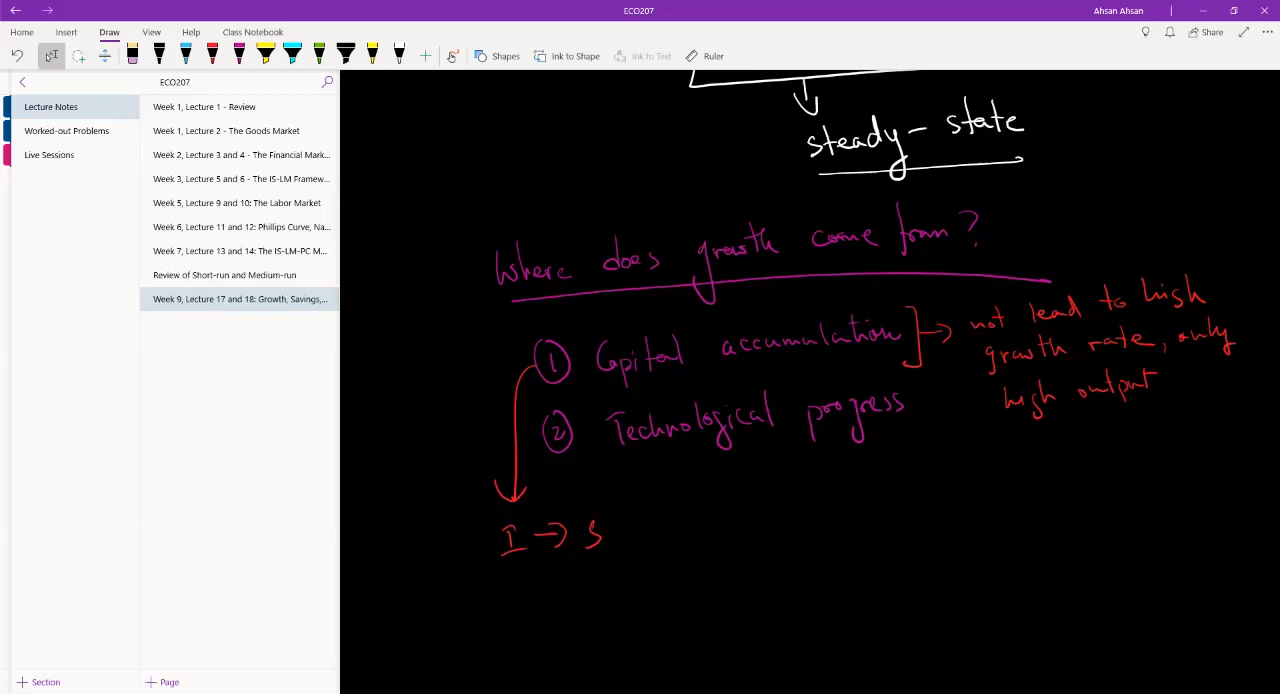 ECO207
Ahsan Ahsan
Home Insert Draw View Help Class Notebook
Share
Shapes Ink to Shape Ink to Text Ruler
ECO207
Lecture Notes
Worked-out Problems
Live Sessions
Week 1, Lecture 1 - Review
Week 1, Lecture 2 - The Goods Market
Week 2, Lecture 3 and 4 - The Financial Mark...
Week 3, Lecture 5 and 6 - The IS-LM Framew...
Week 5, Lecture 9 and 10: The Labor Market
Week 6, Lecture 11 and 12: Phillips Curve, Na...
Week 7, Lecture 13 and 14: The IS-LM-PC M...
Review of Short-run and Medium-run
Week 9, Lecture 17 and 18: Growth, Savings,...
+ Section
+ Page
steady-state
Where does growth come from?
① Capital accumulation → not lead to high
growth rate, only
high output
② Technological progress
I → S